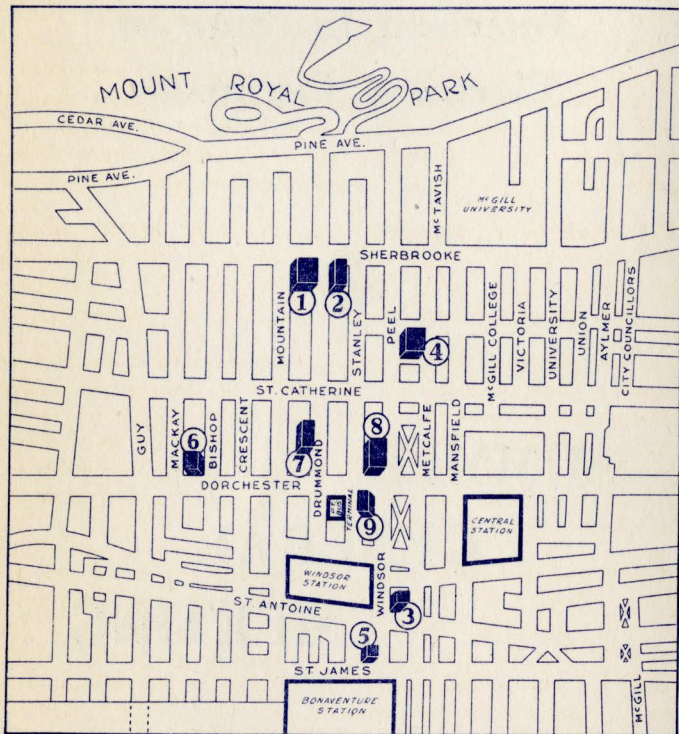 MOUNT ROYAL PARK
CEDAR AVE.
PINE AVE.
PINE AVE.
McTAVISH
McGILL
UNIVERSITY
SHERBROOKE
1
2
MOUNTAIN
STANLEY
PEEL
4
McGILL COLLEGE
VICTORIA
UNIVERSITY
UNION
AYLMER
CITY COUNCILLORS
ST. CATHERINE
GUY
MACKAY
6
BISHOP
CRESCENT
7
DRUMMOND
8
METCALFE
MANSFIELD
DORCHESTER
P.T.
BUS
TERMINAL
9
CENTRAL
STATION
WINDSOR
STATION
WINDSOR
ST. ANTOINE
3
5
ST JAMES
BONAVENTURE
STATION
McGILL